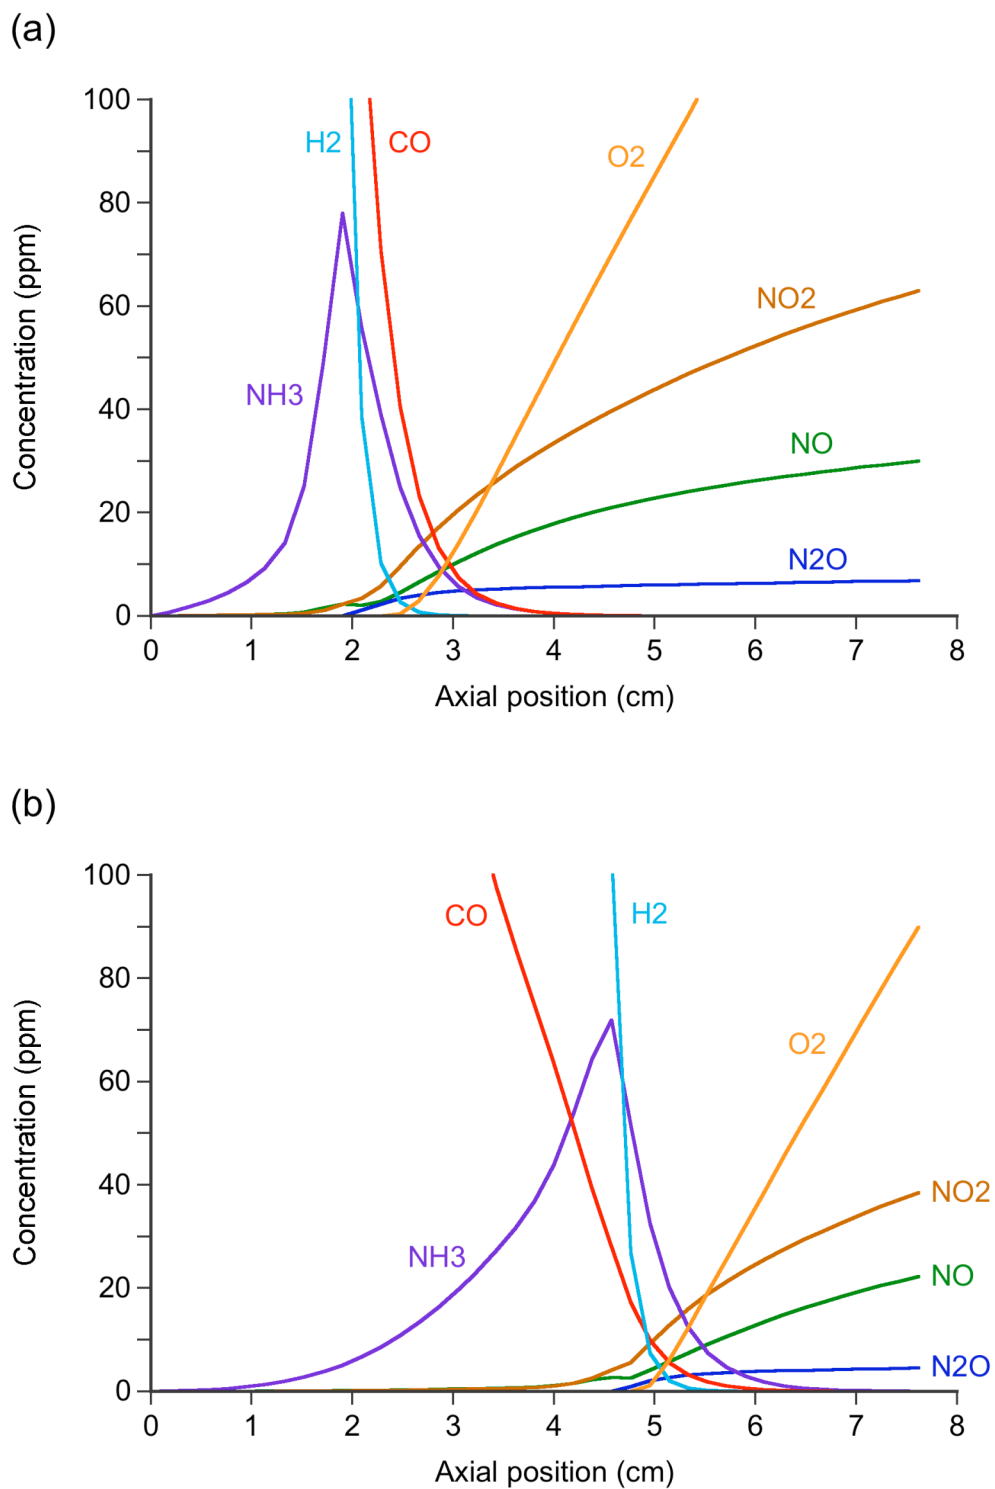 (a)
100
80
60
40
20
0
Concentration (ppm)
H2
CO
O2
NO2
NH3
NO
N2O
0 1 2 3 4 5 6 7 8
Axial position (cm)
(b)
100
80
60
40
20
0
Concentration (ppm)
CO
H2
O2
NO2
NH3
NO
N2O
0 1 2 3 4 5 6 7 8
Axial position (cm)